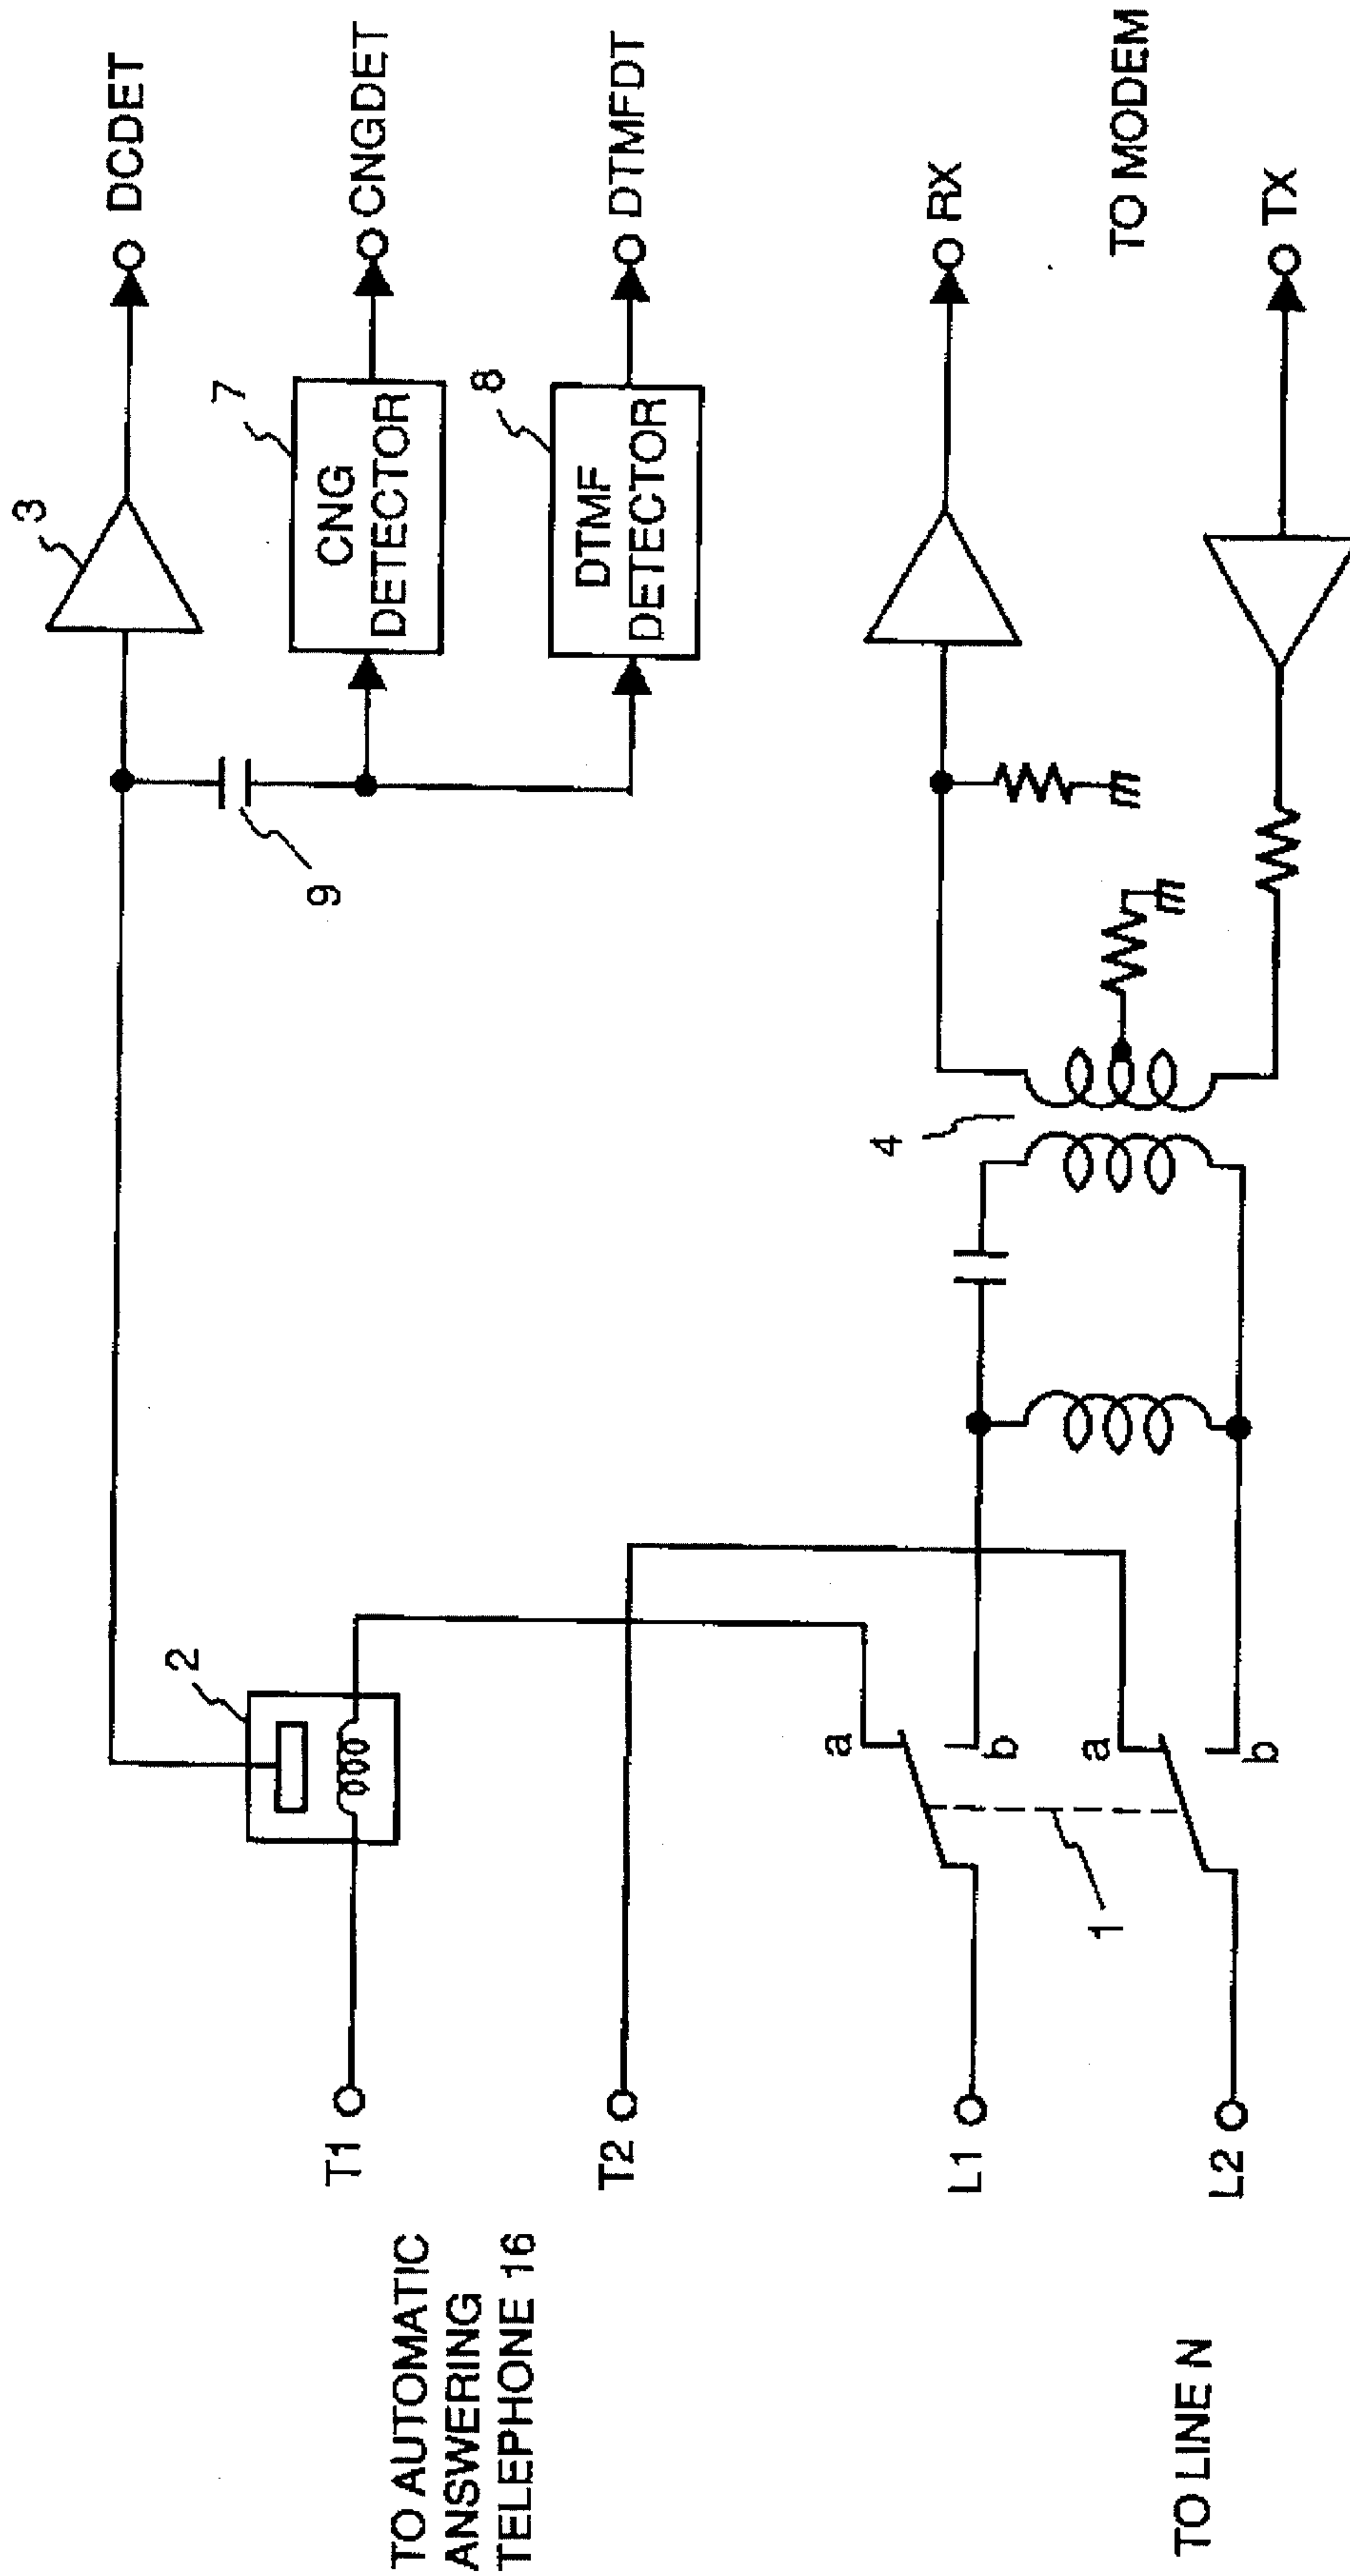 DCDET
3
7
CNG
DETECTOR
CNGDET
8
DTMF
DETECTOR
DTMFDT
9
2
T1
TO AUTOMATIC
ANSWERING
TELEPHONE 16
T2
4
RX
TO MODEM
TX
a
b
a
b
1
L1
L2
TO LINE N